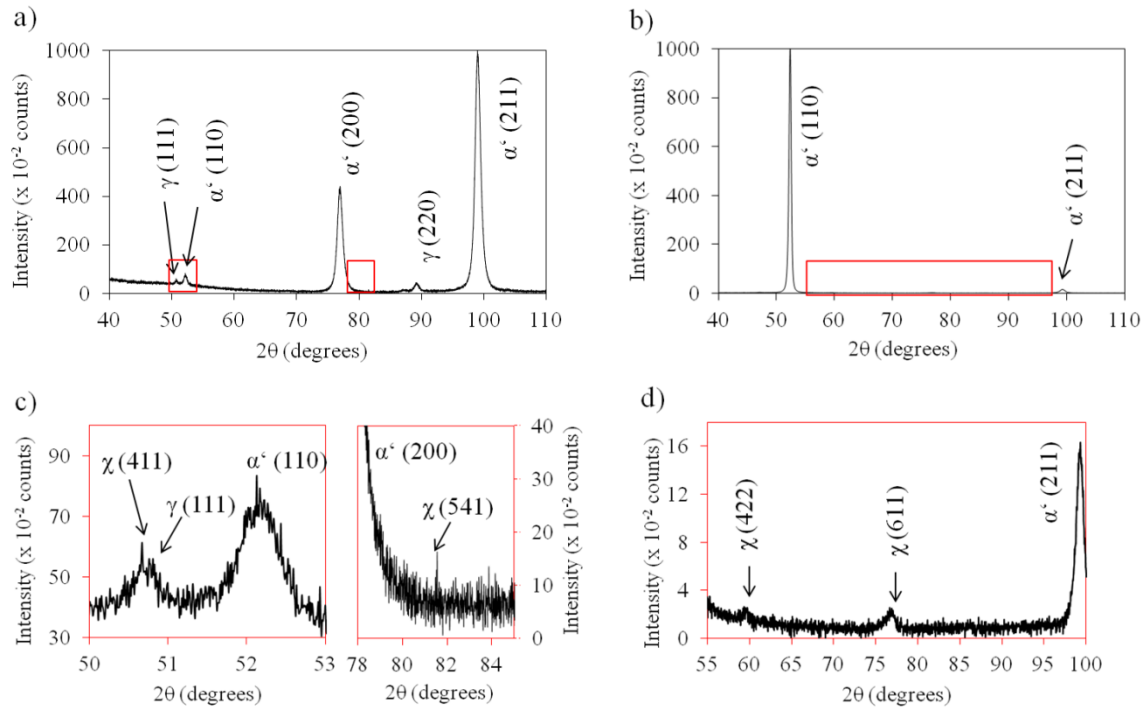 a)
Intensity (x 10⁻² counts)
1000
800
600
400
200
0
γ (111)
α‘ (110)
α‘ (200)
γ (220)
α‘ (211)
40 50 60 70 80 90 100 110
2θ (degrees)
b)
Intensity (x 10⁻² counts)
1000
800
600
400
200
0
α‘ (110)
α‘ (211)
40 50 60 70 80 90 100 110
2θ (degrees)
c)
Intensity (x 10⁻² counts)
90
70
50
30
χ (411)
γ (111)
α‘ (110)
50 51 52 53
2θ (degrees)
α‘ (200)
χ (541)
40
30
20
10
0
Intensity (x 10⁻² counts)
78 80 82 84
2θ (degrees)
d)
Intensity (x 10⁻² counts)
16
12
8
4
0
χ (422)
χ (611)
α‘ (211)
55 60 65 70 75 80 85 90 95 100
2θ (degrees)